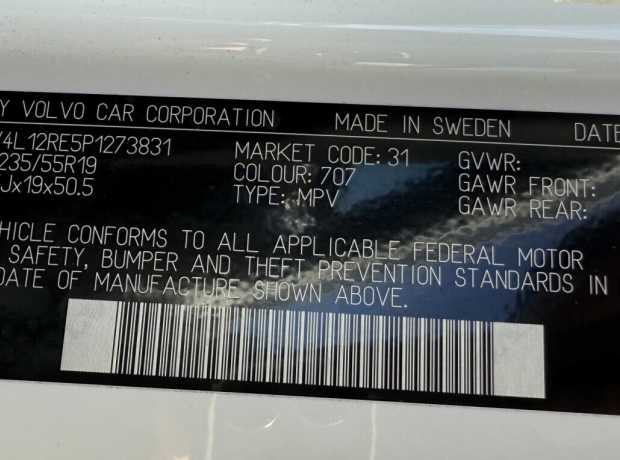 Y VOLVO CAR CORPORATION MADE IN SWEDEN DATE
4L12RE5P1273831 MARKET CODE: 31 GVWR:
235/55R19 COLOUR: 707 GAWR FRONT:
Jx19x50.5 TYPE: MPV GAWR REAR:
HICLE CONFORMS TO ALL APPLICABLE FEDERAL MOTOR
SAFETY, BUMPER AND THEFT PREVENTION STANDARDS IN
DATE OF MANUFACTURE SHOWN ABOVE.